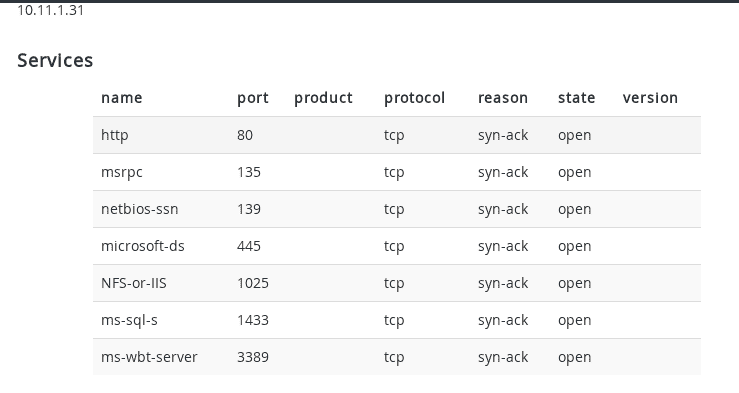 10.11.1.31
Services
name port product protocol reason state version
http 80 tcp syn-ack open
msrpc 135 tcp syn-ack open
netbios-ssn 139 tcp syn-ack open
microsoft-ds 445 tcp syn-ack open
NFS-or-IIS 1025 tcp syn-ack open
ms-sql-s 1433 tcp syn-ack open
ms-wbt-server 3389 tcp syn-ack open